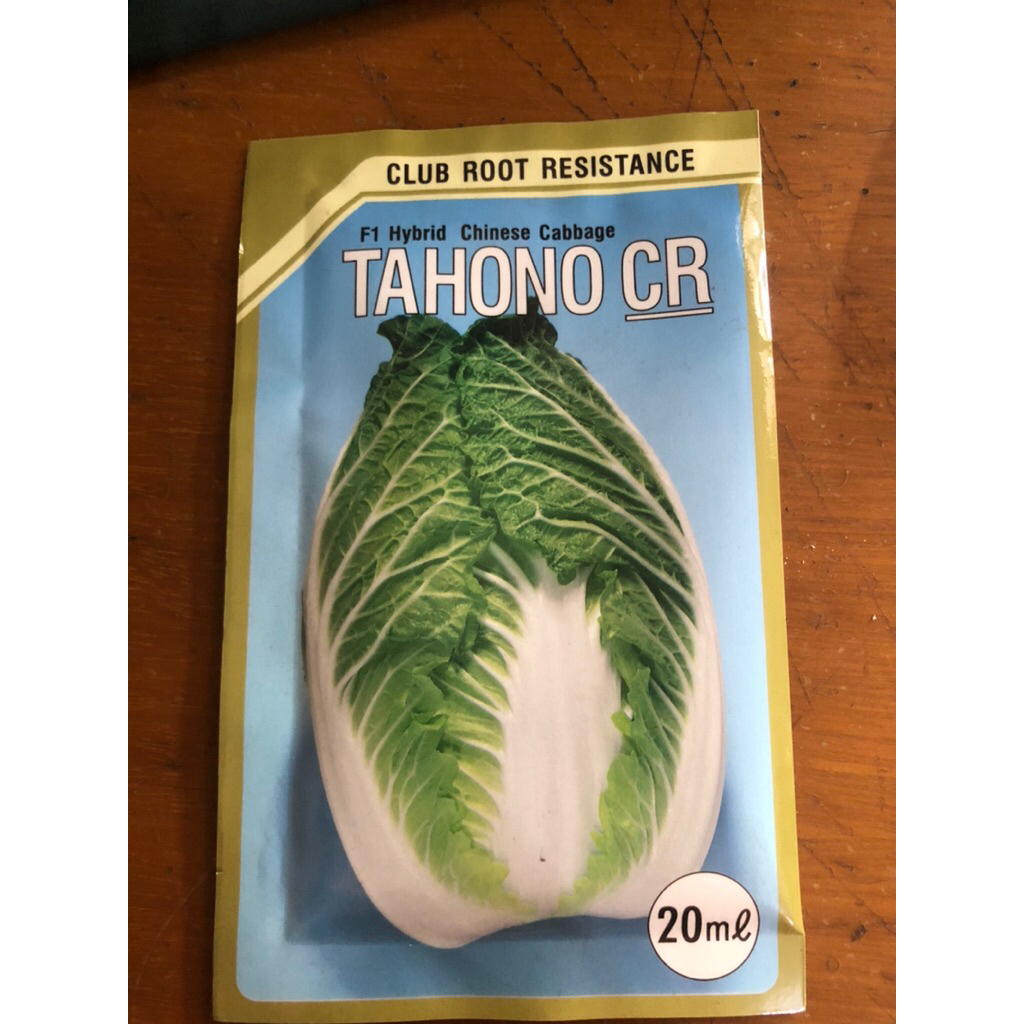 CLUB ROOT RESISTANCE
F1 Hybrid Chinese Cabbage
TAHONO CR
20mℓ